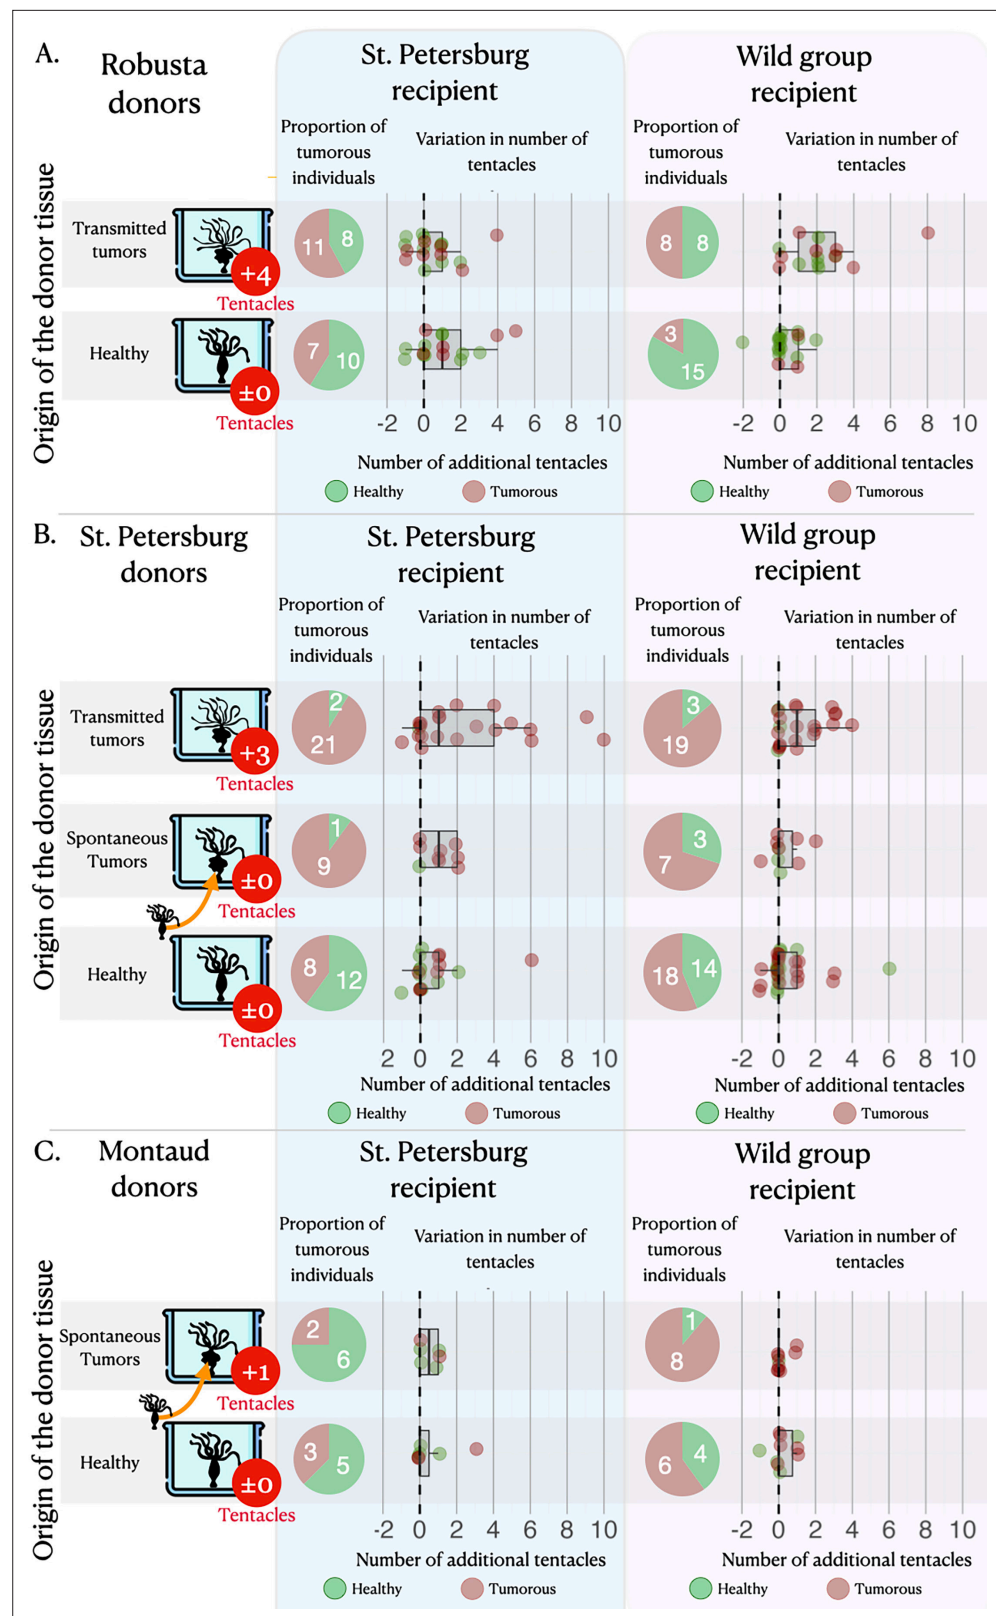 A.
Robusta
donors
St. Petersburg
recipient
Wild group
recipient
Proportion of
tumorous
individuals
Variation in number of
tentacles
Proportion of
tumorous
individuals
Variation in number of
tentacles
Origin of the donor tissue
Transmitted
tumors
+4
Tentacles
11
8
8
8
Healthy
±0
Tentacles
7
10
3
15
-2 0 2 4 6 8 10
-2 0 2 4 6 8 10
Number of additional tentacles
Number of additional tentacles
Healthy
Tumorous
Healthy
Tumorous
B.
St. Petersburg
donors
St. Petersburg
recipient
Wild group
recipient
Proportion of
tumorous
individuals
Variation in number of
tentacles
Proportion of
tumorous
individuals
Variation in number of
tentacles
Origin of the donor tissue
Transmitted
tumors
+3
Tentacles
2
21
3
19
Spontaneous
Tumors
±0
Tentacles
1
9
3
7
Healthy
±0
Tentacles
8
12
18
14
2 0 2 4 6 8 10
-2 0 2 4 6 8 10
Number of additional tentacles
Number of additional tentacles
Healthy
Tumorous
Healthy
Tumorous
C.
Montaud
donors
St. Petersburg
recipient
Wild group
recipient
Proportion of
tumorous
individuals
Variation in number of
tentacles
Proportion of
tumorous
individuals
Variation in number of
tentacles
Origin of the donor tissue
Spontaneous
Tumors
+1
Tentacles
2
6
1
8
Healthy
±0
Tentacles
3
5
6
4
-2 0 2 4 6 8 10
-2 0 2 4 6 8 10
Number of additional tentacles
Number of additional tentacles
Healthy
Tumorous
Healthy
Tumorous